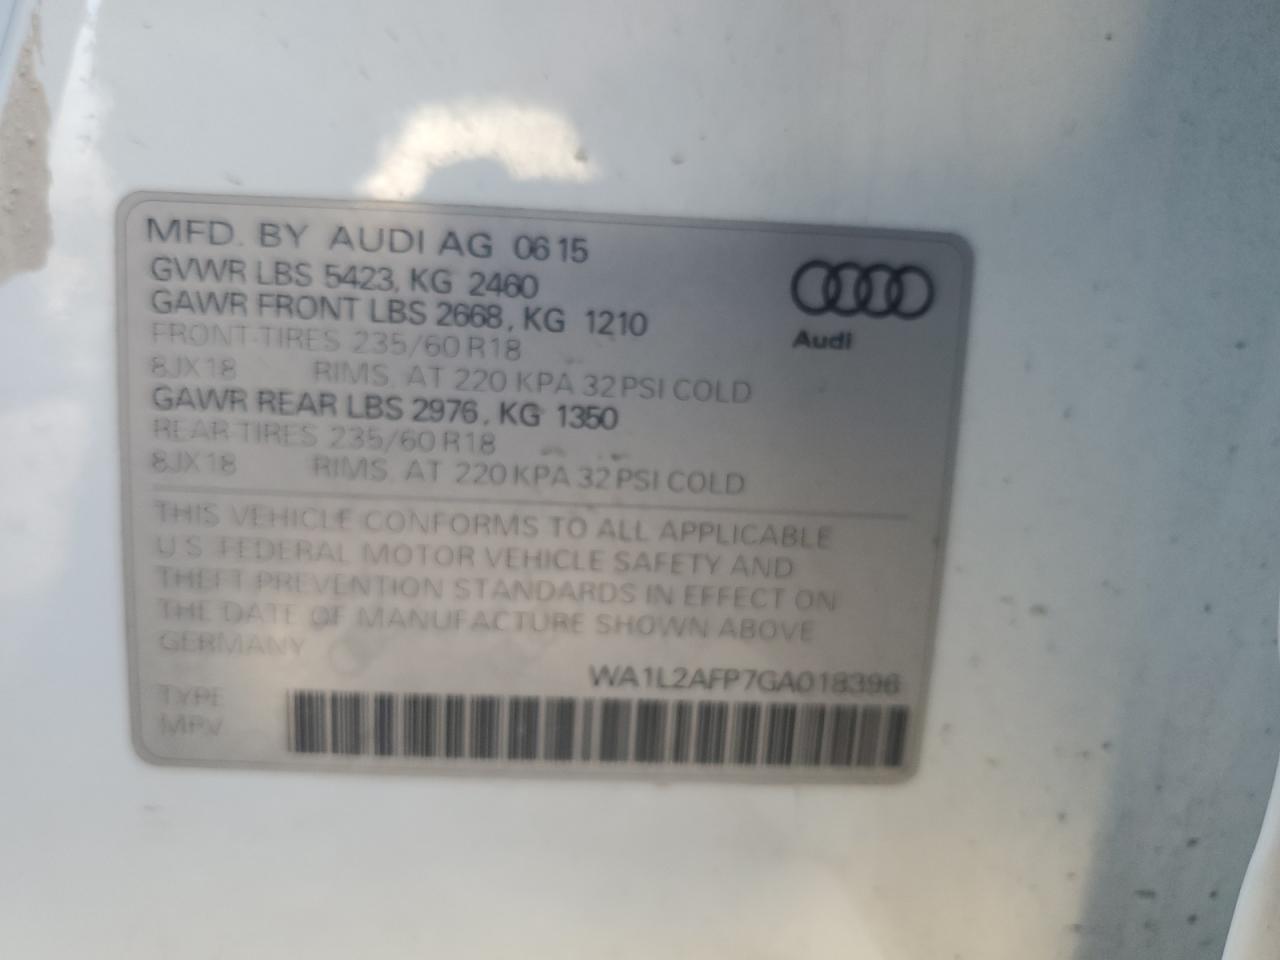 MFD. BY AUDI AG 0615
GVWR LBS 5423, KG 2460
GAWR FRONT LBS 2668, KG 1210
FRONT-TIRES 235/60 R18
8JX18 RIMS, AT 220 KPA 32 PSI COLD
GAWR REAR LBS 2976, KG 1350
REAR-TIRES 235/60 R18
8JX18 RIMS, AT 220 KPA 32 PSI COLD
Audi
THIS VEHICLE CONFORMS TO ALL APPLICABLE
U.S. FEDERAL MOTOR VEHICLE SAFETY AND
THEFT PREVENTION STANDARDS IN EFFECT ON
THE DATE OF MANUFACTURE SHOWN ABOVE
GERMANY
WA1L2AFP7GA018396
TYPE
MPV